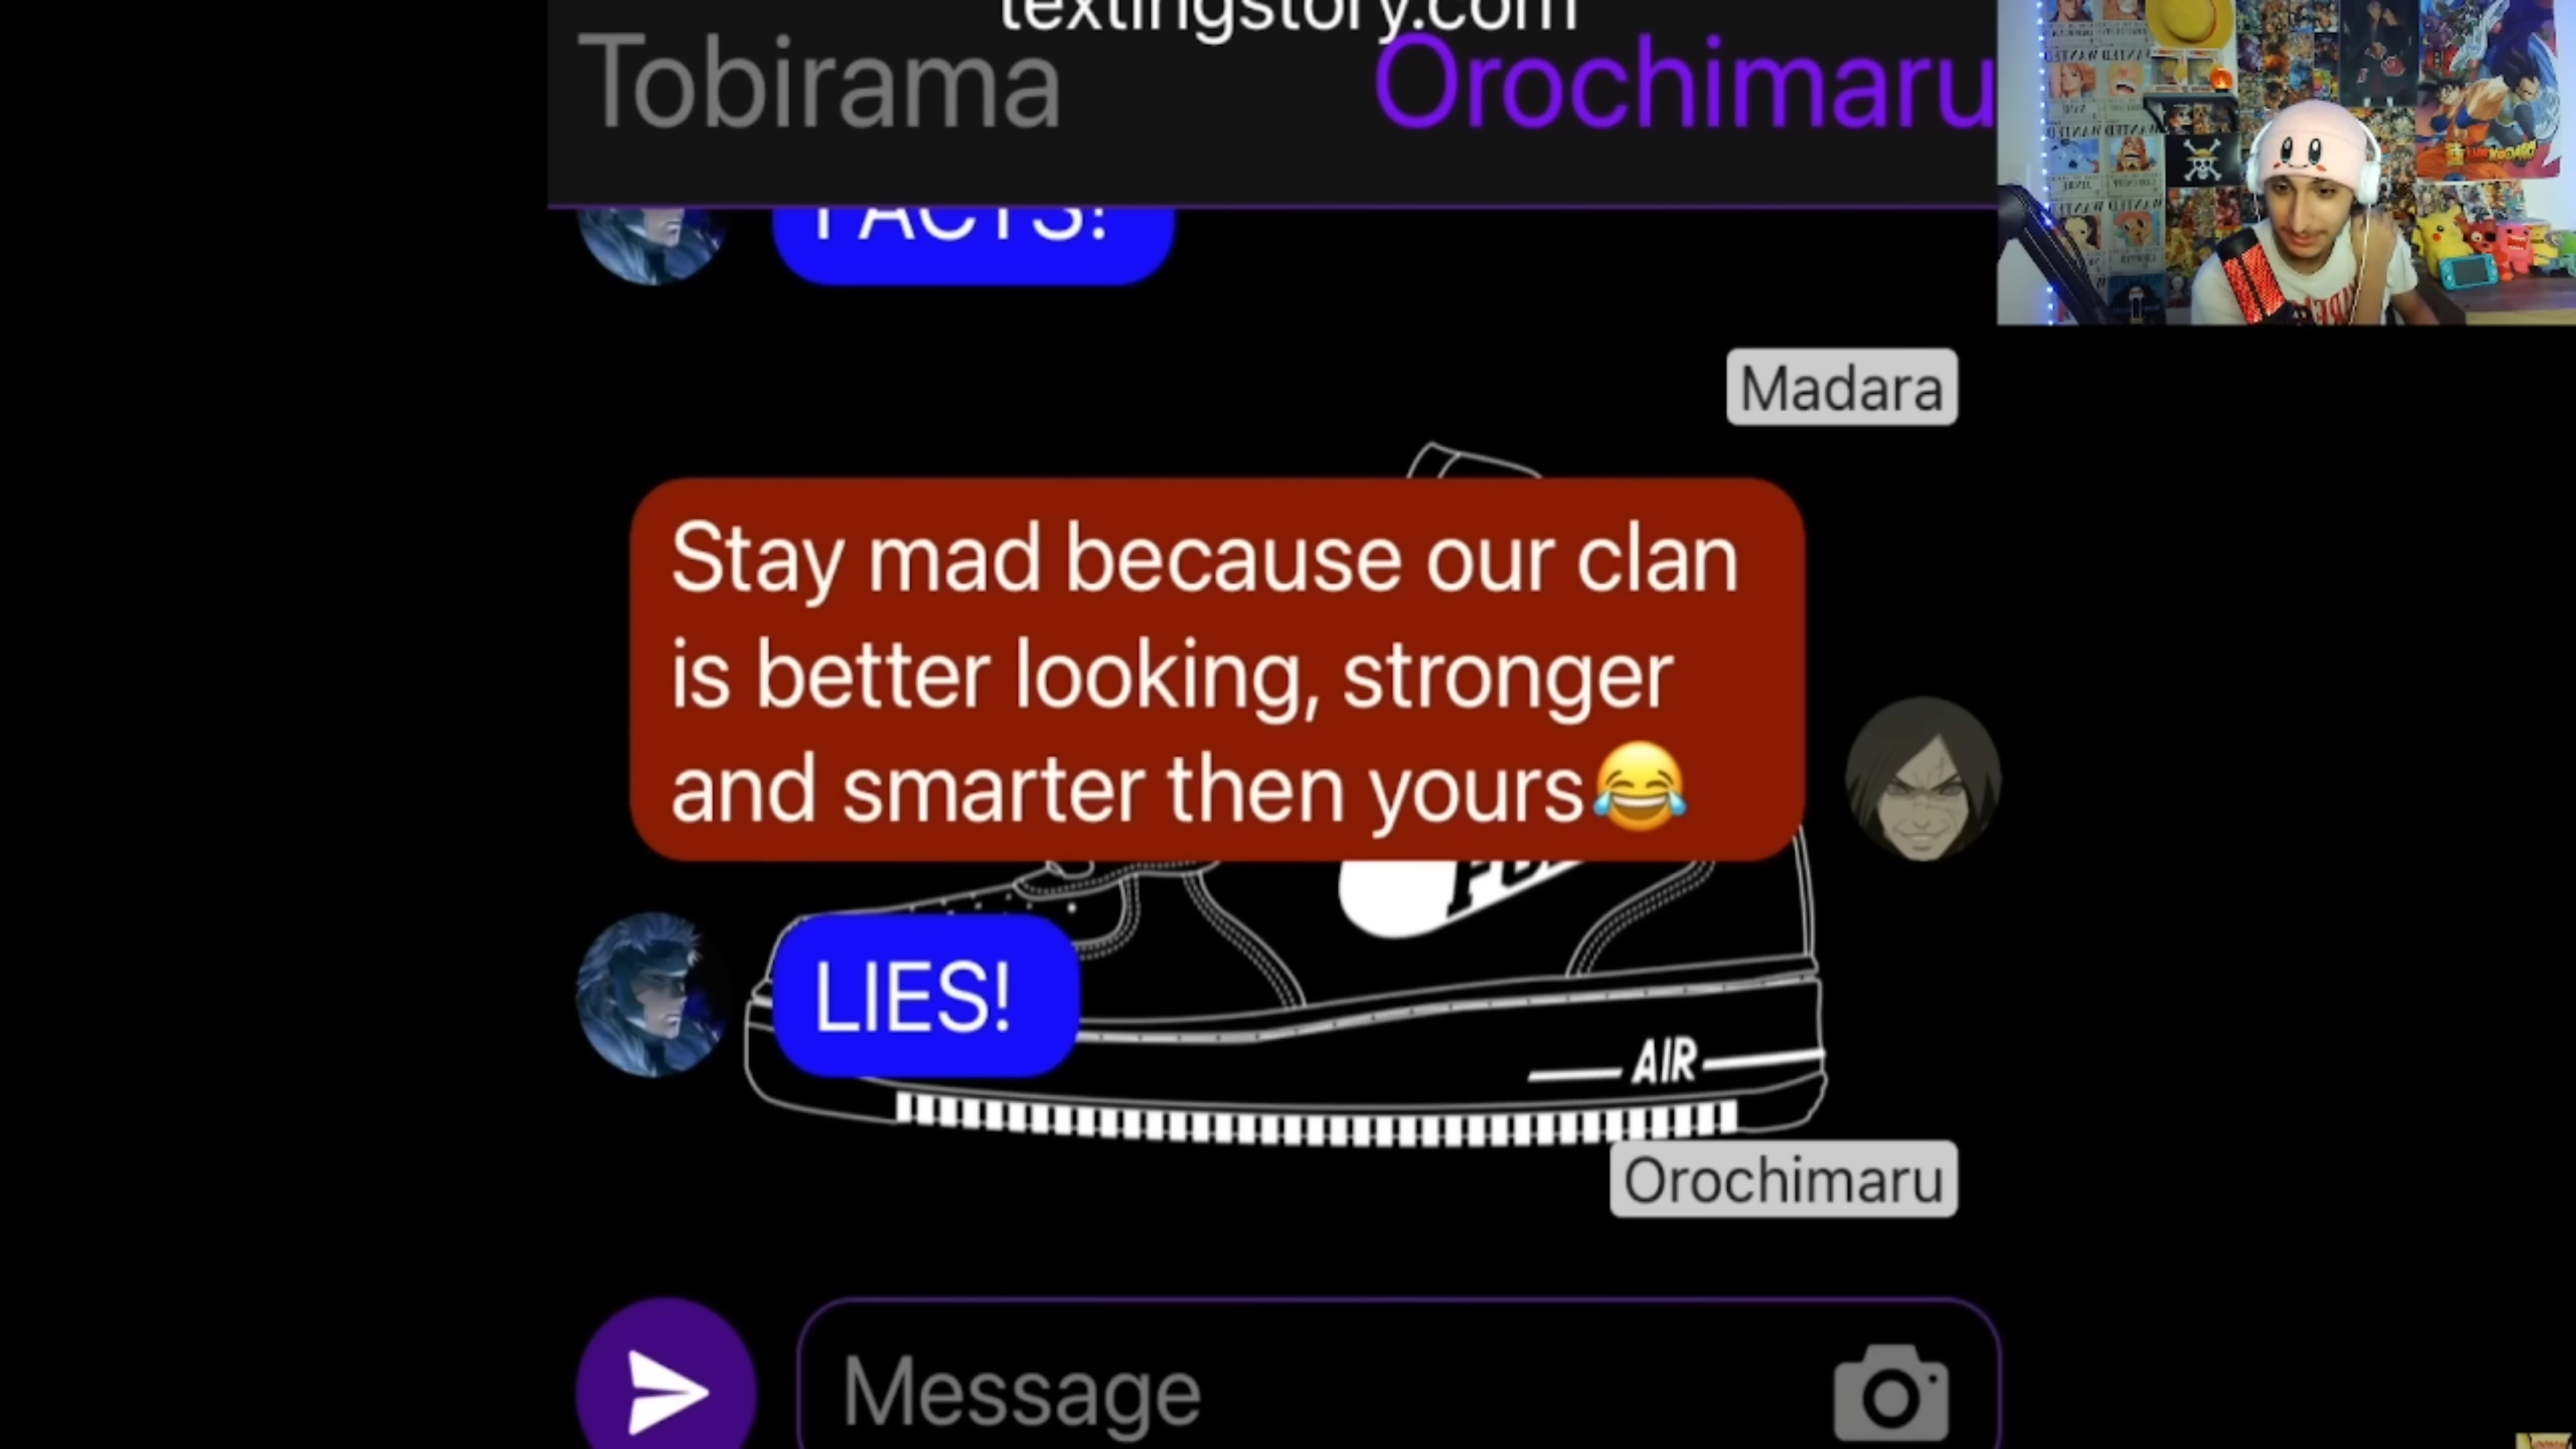 textingstory.com
Tobirama
Orochimaru
FACTS!
Madara
Stay mad because our clan
is better looking, stronger
and smarter then yours😂
LIES!
AIR
Orochimaru
Message